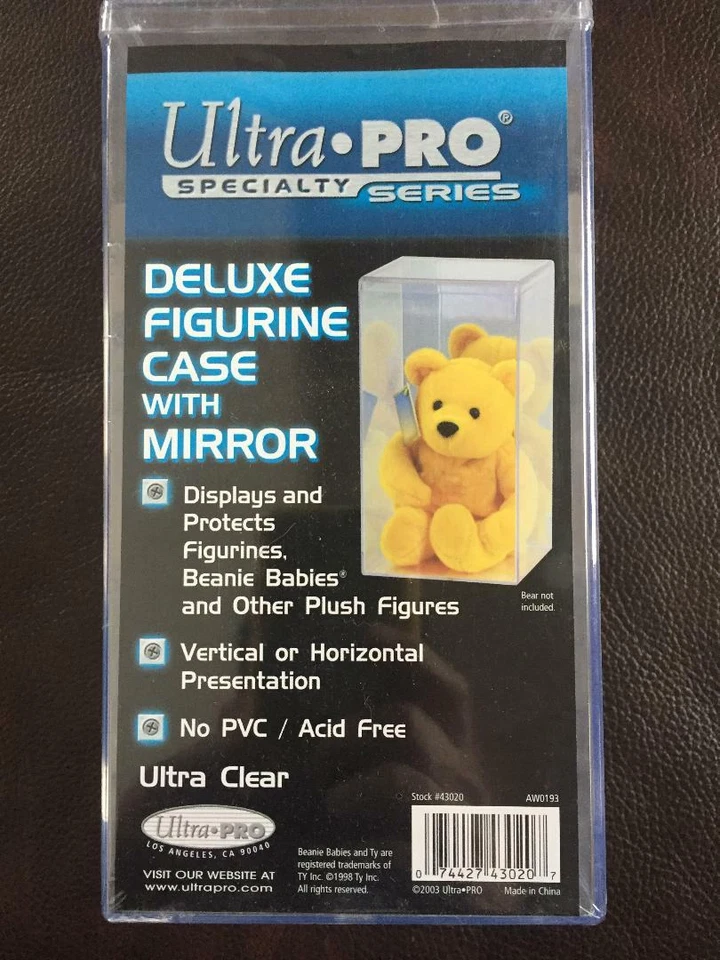 Ultra•PRO®
SPECIALTY SERIES
DELUXE
FIGURINE
CASE
WITH
MIRROR
Displays and
Protects
Figurines,
Beanie Babies®
and Other Plush Figures
Bear not
included.
Vertical or Horizontal
Presentation
No PVC / Acid Free
Ultra Clear
Ultra•PRO
LOS ANGELES, CA 90040
VISIT OUR WEBSITE AT
www.ultrapro.com
Beanie Babies and Ty are
registered trademarks of
TY Inc. ©1998 Ty Inc.
All rights reserved.
Stock #43020 AW0193
0 74427 43020 7
©2003 Ultra•PRO Made in China